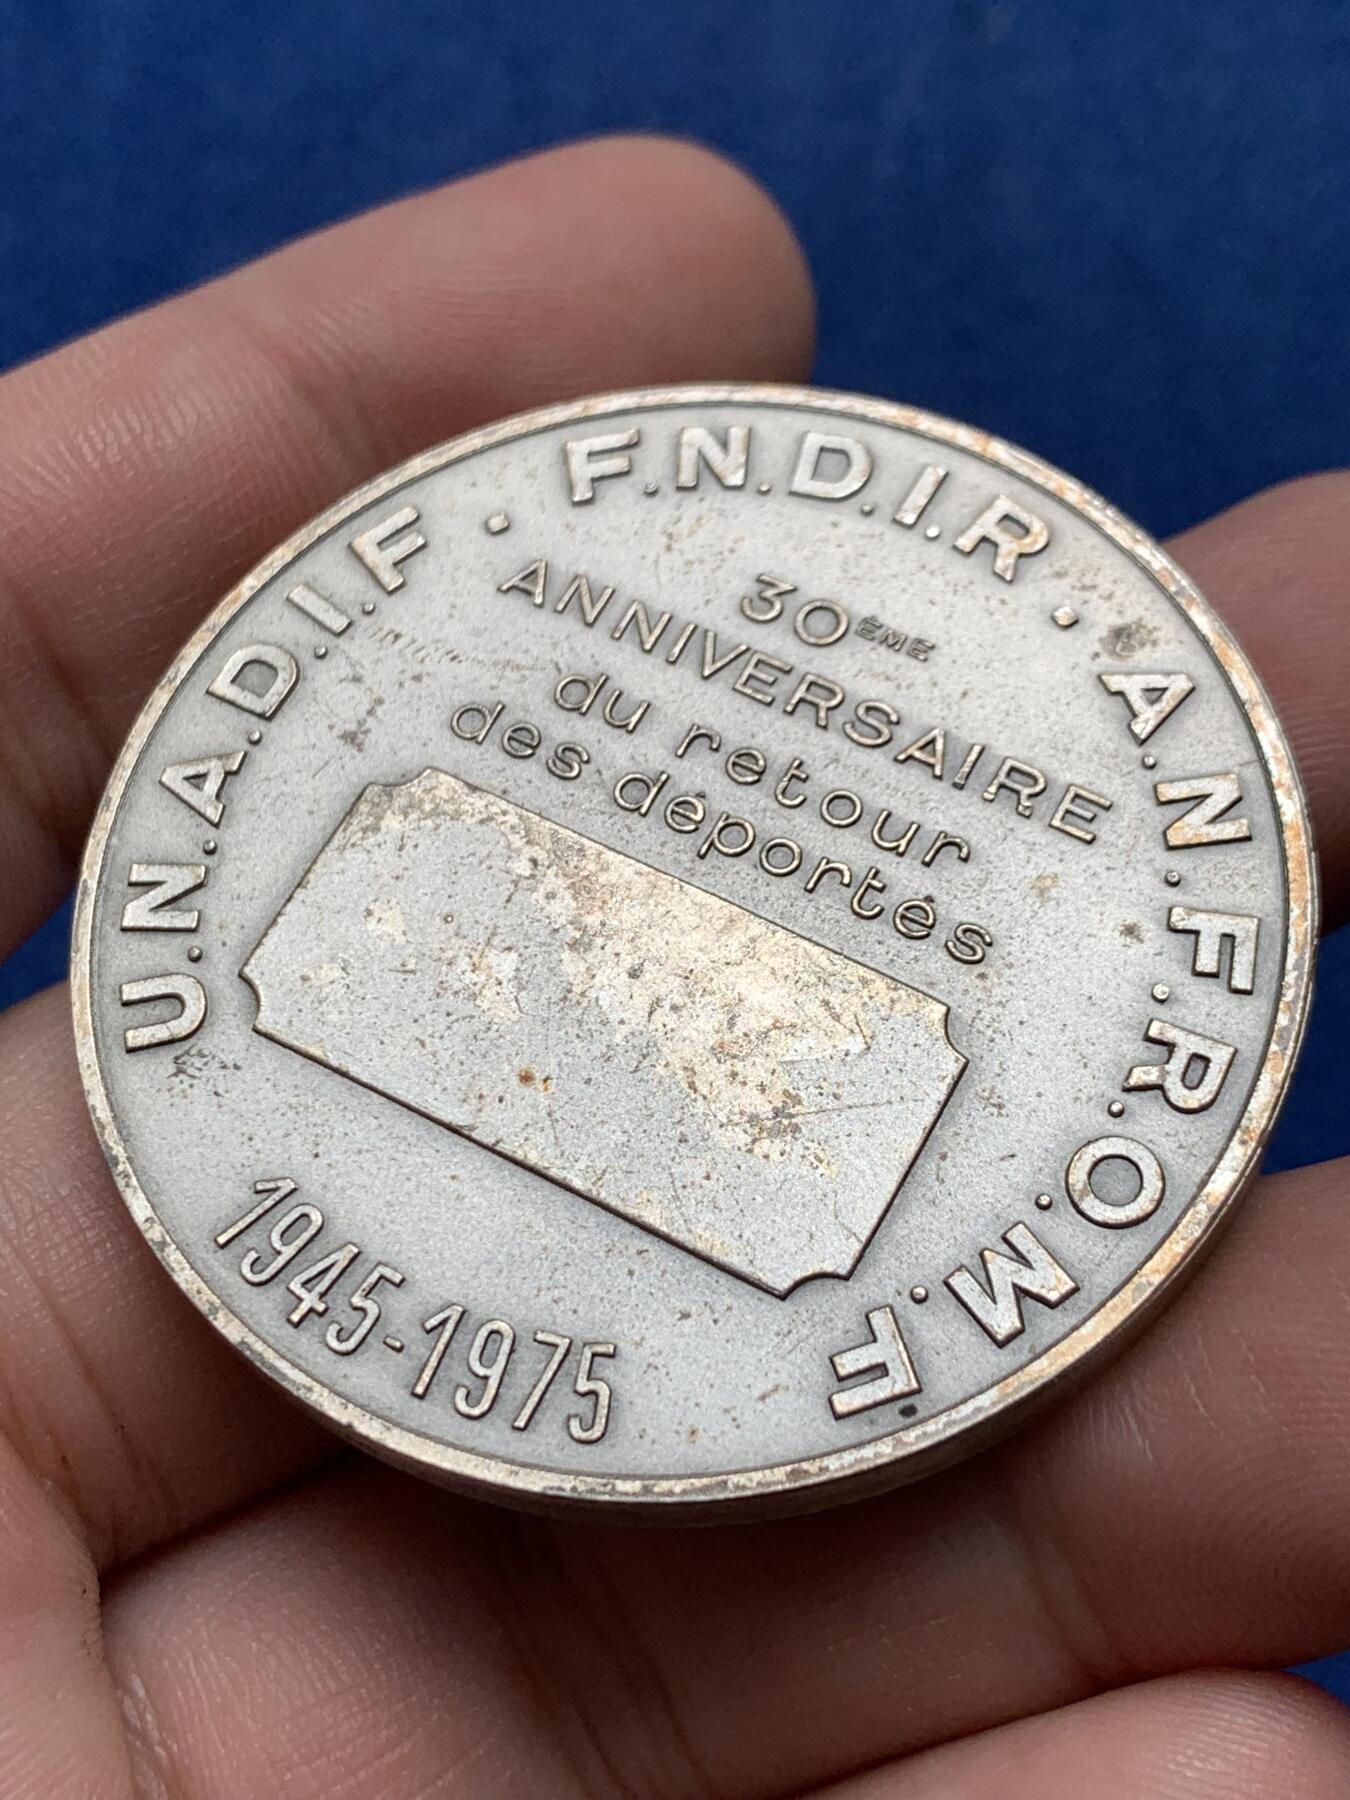 U.N.A.D.I.F. · F.N.D.I.R. · A.N.F.R.O.M.F
30ÈME
ANNIVERSAIRE
du retour
des déportés
1945-1975